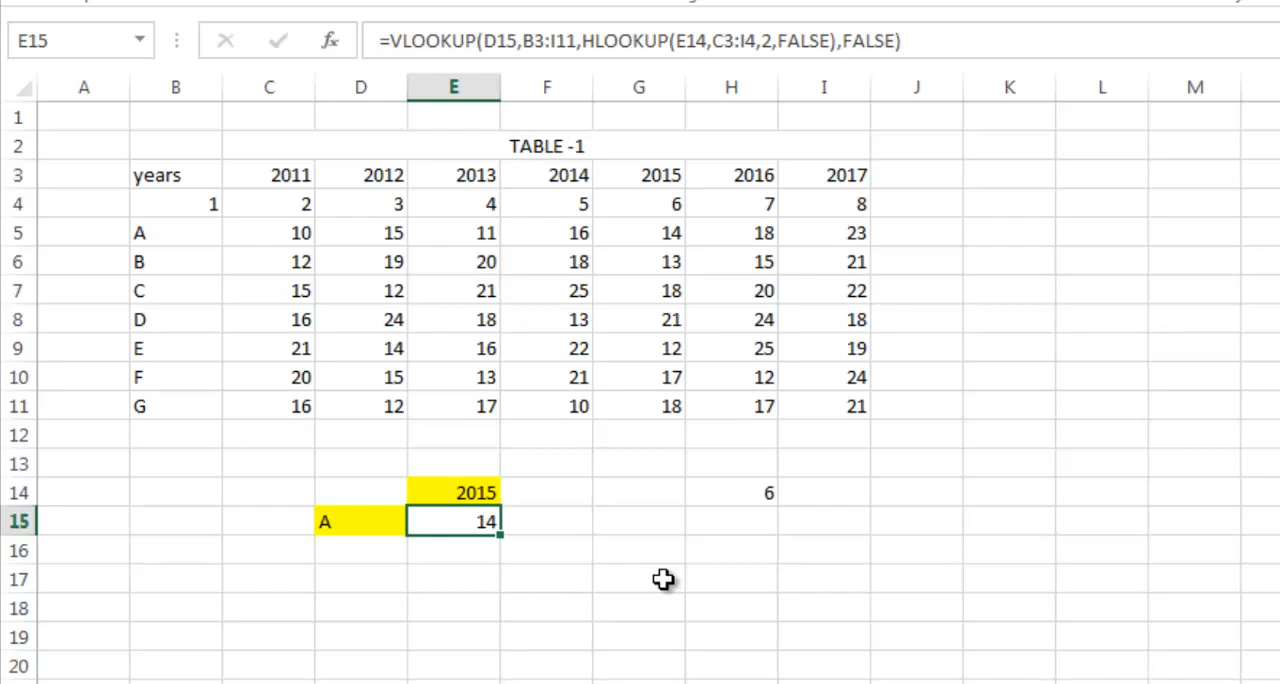 E15 fx =VLOOKUP(D15,B3:I11,HLOOKUP(E14,C3:I4,2,FALSE),FALSE)
A B C D E F G H I J K L M
1
2 TABLE -1
3 years 2011 2012 2013 2014 2015 2016 2017
4 1 2 3 4 5 6 7 8
5 A 10 15 11 16 14 18 23
6 B 12 19 20 18 13 15 21
7 C 15 12 21 25 18 20 22
8 D 16 24 18 13 21 24 18
9 E 21 14 16 22 12 25 19
10 F 20 15 13 21 17 12 24
11 G 16 12 17 10 18 17 21
12
13
14 2015 6
15 A 14
16
17
18
19
20